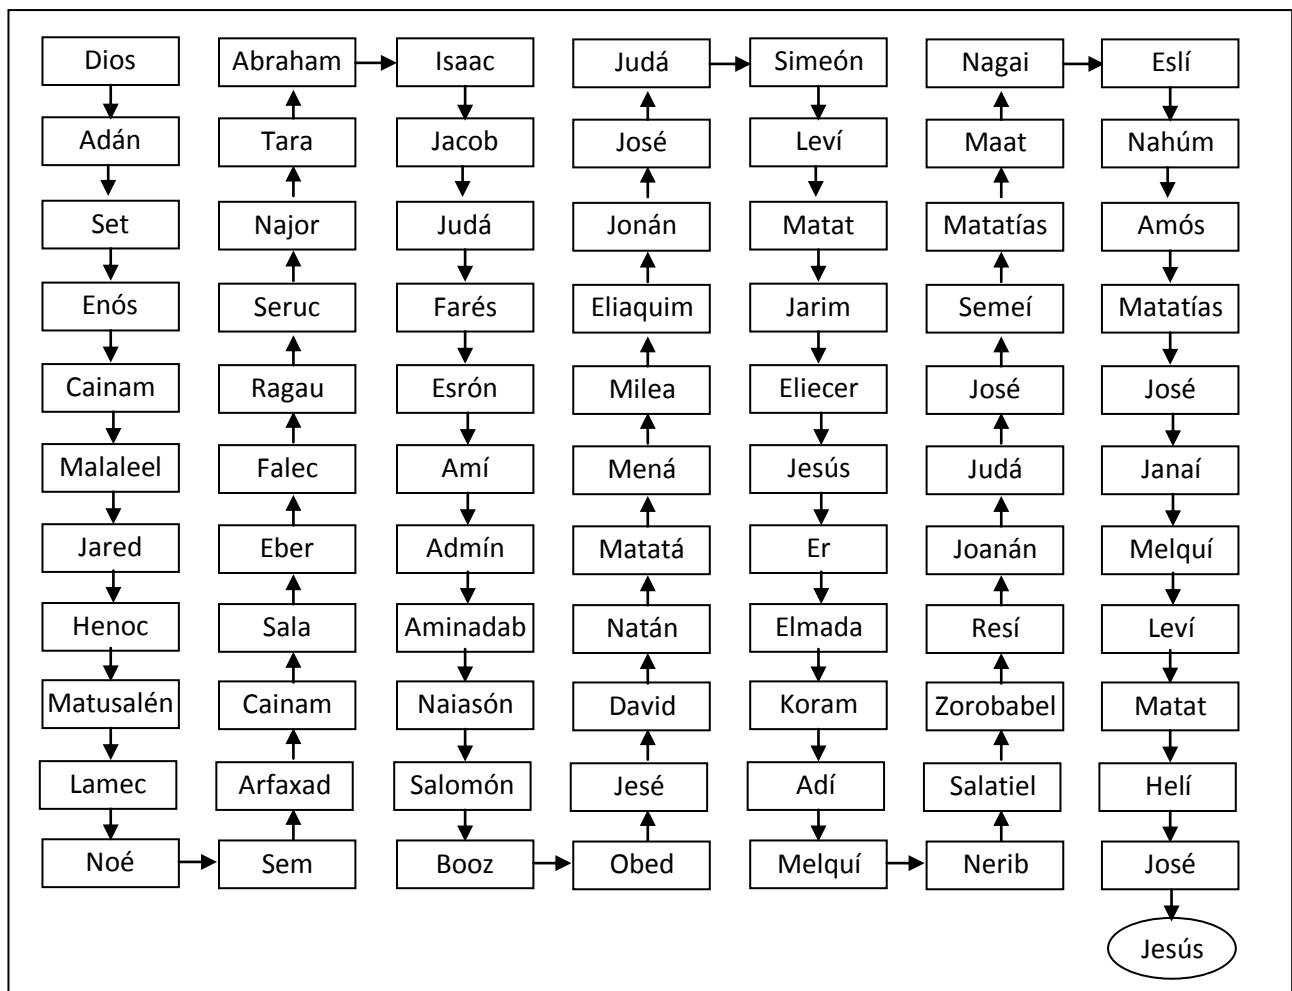 Dios
Adán
Set
Enós
Cainam
Malaleel
Jared
Henoc
Matusalén
Lamec
Noé
Sem
Arfaxad
Cainam
Sala
Eber
Falec
Ragau
Seruc
Najor
Tara
Abraham
Isaac
Jacob
Judá
Farés
Esrón
Amí
Admín
Aminadab
Naiasón
Salomón
Booz
Obed
Jesé
David
Natán
Matatá
Mená
Milea
Eliaquim
Jonán
José
Judá
Simeón
Leví
Matat
Jarim
Eliecer
Jesús
Er
Elmada
Koram
Adí
Melquí
Nerib
Salatiel
Zorobabel
Resí
Joanán
Judá
José
Semeí
Matatías
Maat
Nagai
Eslí
Nahúm
Amós
Matatías
José
Janaí
Melquí
Leví
Matat
Helí
José
Jesús